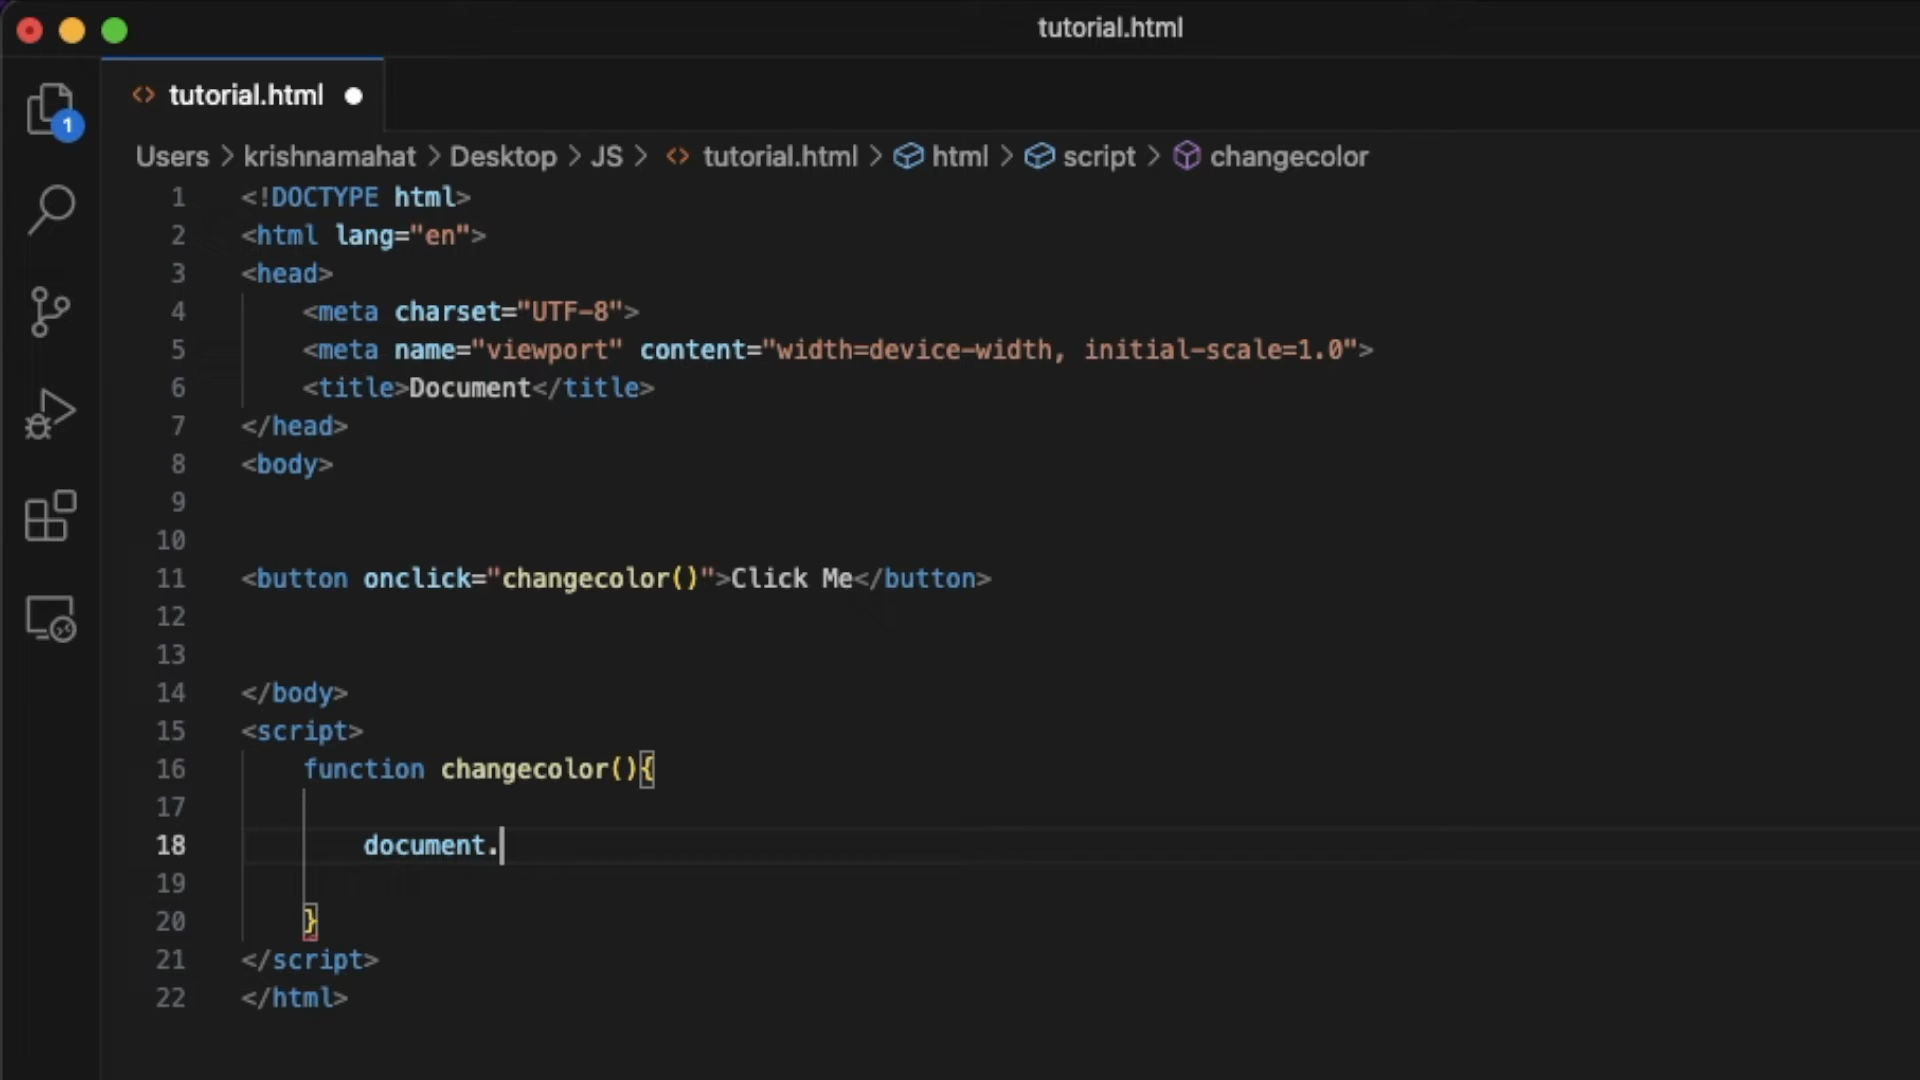 tutorial.html
tutorial.html
1
Users > krishnamahat > Desktop > JS > <> tutorial.html > html > script > changecolor
1 <!DOCTYPE html>
2 <html lang="en">
3 <head>
4 <meta charset="UTF-8">
5 <meta name="viewport" content="width=device-width, initial-scale=1.0">
6 <title>Document</title>
7 </head>
8 <body>
9
10
11 <button onclick="changecolor()">Click Me</button>
12
13
14 </body>
15 <script>
16 function changecolor(){
17
18 document.
19
20 }
21 </script>
22 </html>